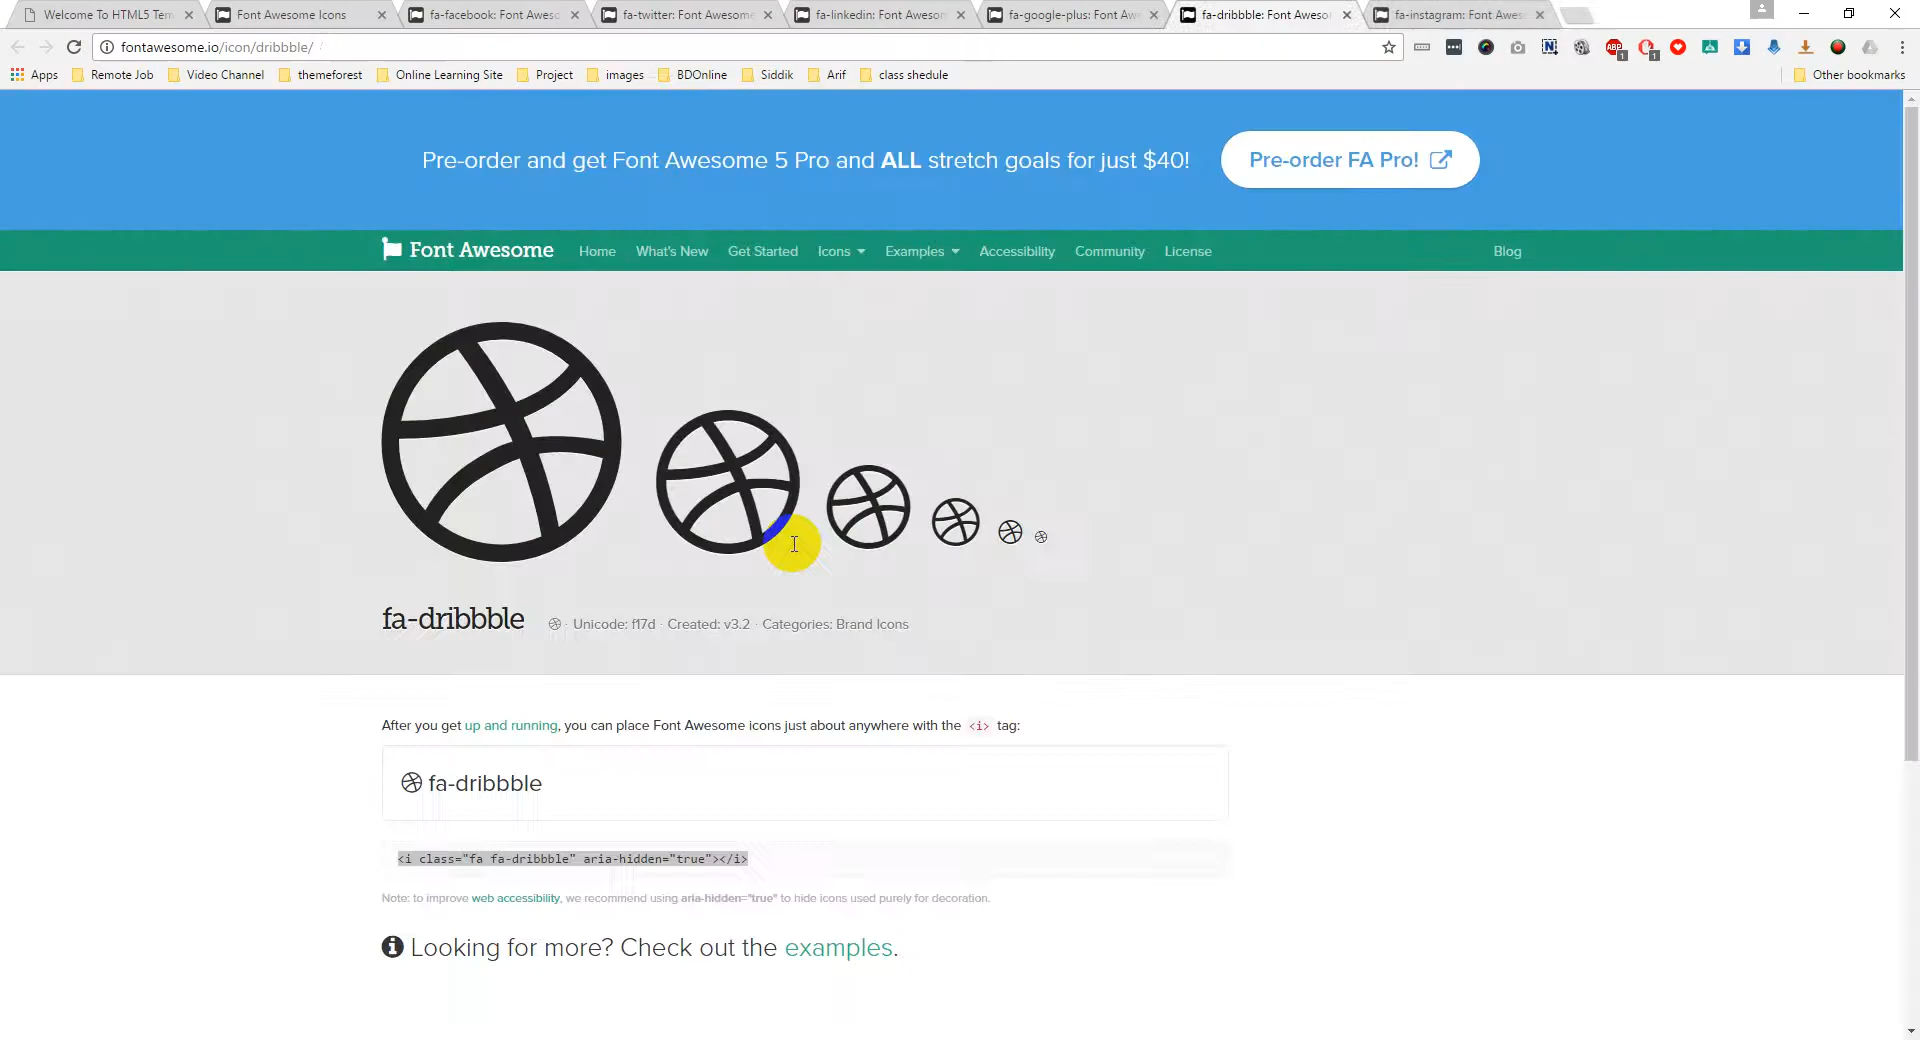 Welcome To HTML5 Tem
Font Awesome Icons
fa-facebook: Font Awesc
fa-twitter: Font Awesome
fa-linkedin: Font Awesom
fa-google-plus: Font Aw
fa-dribbble: Font Aweso
fa-instagram: Font Awes
fontawesome.io/icon/dribbble/
Apps Remote Job Video Channel themeforest Online Learning Site Project images BDOnline Siddik Arif class shedule Other bookmarks
Pre-order and get Font Awesome 5 Pro and ALL stretch goals for just $40! Pre-order FA Pro!
Font Awesome Home What's New Get Started Icons Examples Accessibility Community License Blog
fa-dribbble · Unicode: f17d · Created: v3.2 · Categories: Brand Icons
After you get up and running, you can place Font Awesome icons just about anywhere with the <i> tag:
fa-dribbble
<i class="fa fa-dribbble" aria-hidden="true"></i>
Note: to improve web accessibility, we recommend using aria-hidden="true" to hide icons used purely for decoration.
Looking for more? Check out the examples.